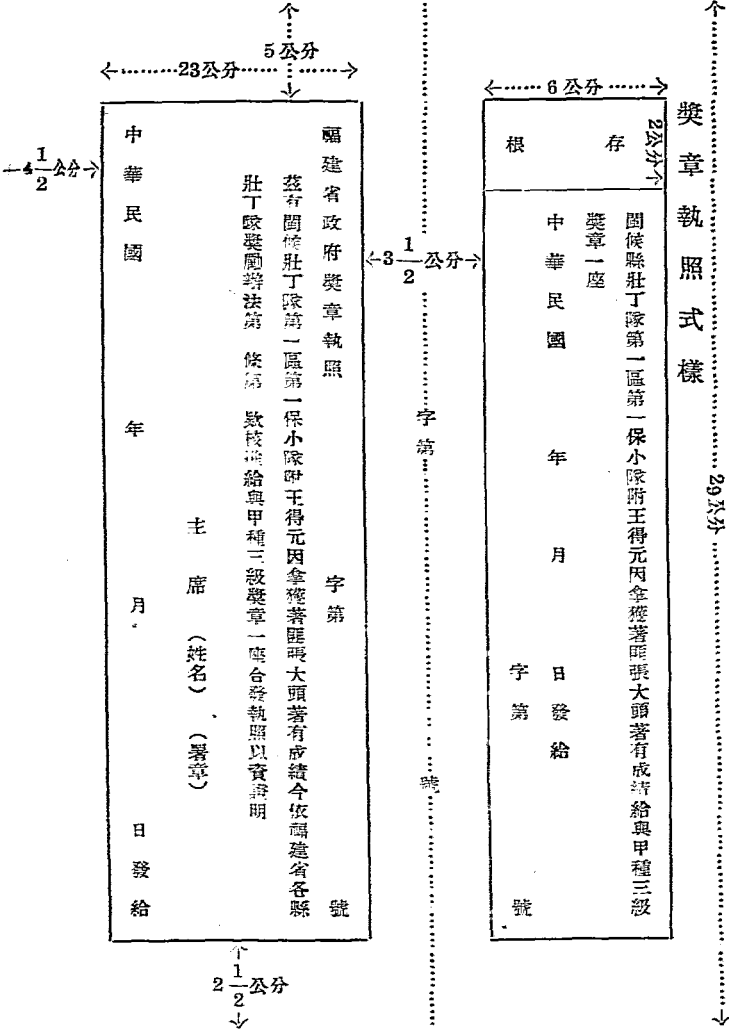 獎章執照式樣
29公分
6公分
2公分
存根
閩侯縣壯丁隊第一區第一保小隊附王得元因拿獲著匪張大頭著有成績給與甲種三級
獎章一座
中華民國 年 月 日發給
字第 號
3 1/2 公分
字第 號
5公分
23公分
福建省政府獎章執照 字第 號
茲有閩侯壯丁隊第一區第一保小隊附王得元因拿獲著匪張大頭著有成績今依福建省各縣
壯丁隊獎勵辦法第 條第 款核准給與甲種三級獎章一座合發執照以資證明
主席 (姓名) (署章)
中華民國 年 月 日發給
4 1/2 公分
2 1/2 公分